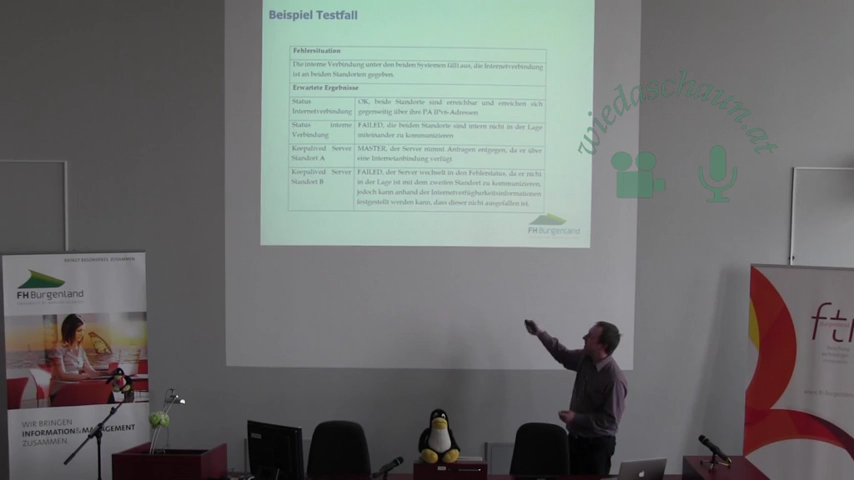 Beispiel Testfall
Fehlersituation
Die interne Verbindung unter den beiden Systemen fällt aus, die Internetverbindung
ist an beiden Standorten gegeben.
Erwartete Ergebnisse
Status
Internetverbindung
OK, beide Standorte sind erreichbar und erreichen sich
gegenseitig über ihre PA IPv6-Adressen
Status interne
Verbindung
FAILED, die beiden Standorte sind intern nicht in der Lage
miteinander zu kommunizieren
Keepalived Server
Standort A
MASTER, der Server nimmt Anfragen entgegen, da er über
eine Internetanbindung verfügt
Keepalived Server
Standort B
FAILED, der Server wechselt in den Fehlerstatus, da er nicht
in der Lage ist mit dem zweiten Standort zu kommunizieren,
jedoch kann anhand der Internetverfügbarkeitsinformationen
festgestellt werden kann, dass dieser nicht ausgefallen ist.
FH Burgenland
wiedaschaun.at
FH Burgenland
WIR BRINGEN
INFORMATION & MANAGEMENT
ZUSAMMEN.